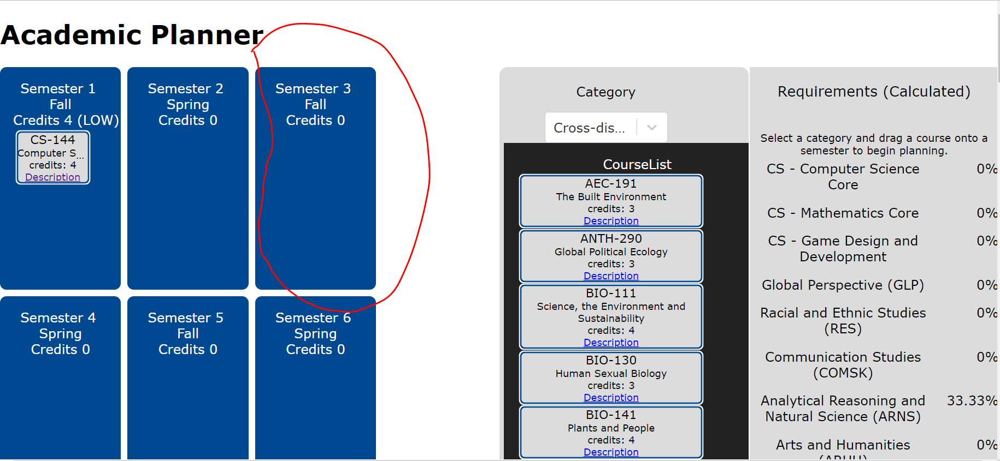 Academic Planner
Semester 1
Fall
Credits 4 (LOW)
CS-144
Computer S...
credits: 4
Description
Semester 2
Spring
Credits 0
Semester 3
Fall
Credits 0
Semester 4
Spring
Credits 0
Semester 5
Fall
Credits 0
Semester 6
Spring
Credits 0
Category
Cross-dis...
CourseList
AEC-191
The Built Environment
credits: 3
Description
ANTH-290
Global Political Ecology
credits: 3
Description
BIO-111
Science, the Environment and
Sustainability
credits: 4
Description
BIO-130
Human Sexual Biology
credits: 3
Description
BIO-141
Plants and People
credits: 4
Description
Requirements (Calculated)
Select a category and drag a course onto a
semester to begin planning.
CS - Computer Science 0%
Core
CS - Mathematics Core 0%
CS - Game Design and 0%
Development
Global Perspective (GLP) 0%
Racial and Ethnic Studies 0%
(RES)
Communication Studies 0%
(COMSK)
Analytical Reasoning and 33.33%
Natural Science (ARNS)
Arts and Humanities 0%